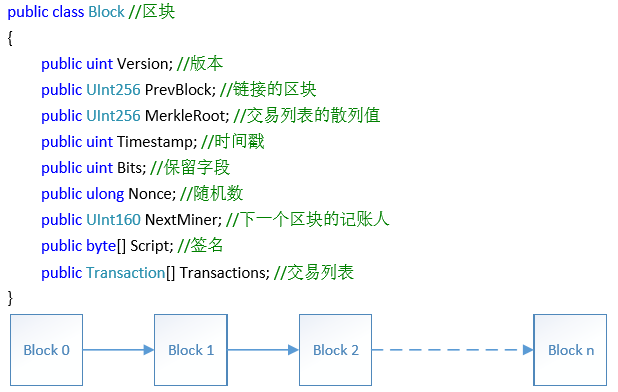 public class Block //区块
{
public uint Version; //版本
public UInt256 PrevBlock; //链接的区块
public UInt256 MerkleRoot; //交易列表的散列值
public uint Timestamp; //时间戳
public uint Bits; //保留字段
public ulong Nonce; //随机数
public UInt160 NextMiner; //下一个区块的记账人
public byte[] Script; //签名
public Transaction[] Transactions; //交易列表
}
Block 0 Block 1 Block 2 Block n